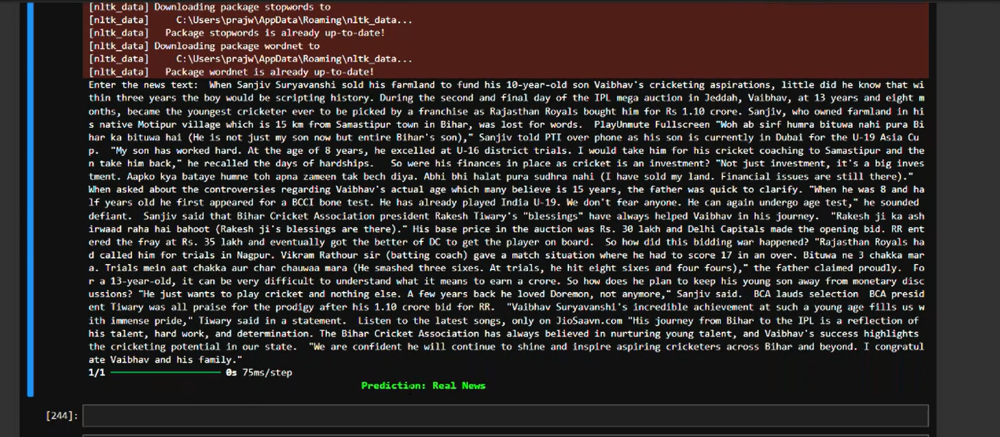 [nltk_data] Downloading package stopwords to
[nltk_data]     C:\Users\prajw\AppData\Roaming\nltk_data...
[nltk_data]   Package stopwords is already up-to-date!
[nltk_data] Downloading package wordnet to
[nltk_data]     C:\Users\prajw\AppData\Roaming\nltk_data...
[nltk_data]   Package wordnet is already up-to-date!
Enter the news text:  When Sanjiv Suryavanshi sold his farmland to fund his 10-year-old son Vaibhav's cricketing aspirations, little did he know that wi
thin three years the boy would be scripting history. During the second and final day of the IPL mega auction in Jeddah, Vaibhav, at 13 years and eight m
onths, became the youngest cricketer ever to be picked by a franchise as Rajasthan Royals bought him for Rs 1.10 crore. Sanjiv, who owned farmland in hi
s native Motipur village which is 15 km from Samastipur town in Bihar, was lost for words.  PlayUnmute Fullscreen "Woh ab sirf humra bituwa nahi pura Bi
har ka bituwa hai (He is not just my son now but entire Bihar's son)," Sanjiv told PTI over phone as his son is currently in Dubai for the U-19 Asia Cu
p.  "My son has worked hard. At the age of 8 years, he excelled at U-16 district trials. I would take him for his cricket coaching to Samastipur and the
n take him back," he recalled the days of hardships.   So were his finances in place as cricket is an investment? "Not just investment, it's a big inves
tment. Aapko kya bataye humne toh apna zameen tak bech diya. Abhi bhi halat pura sudhra nahi (I have sold my land. Financial issues are still there)."
When asked about the controversies regarding Vaibhav's actual age which many believe is 15 years, the father was quick to clarify. "When he was 8 and ha
lf years old he first appeared for a BCCI bone test. He has already played India U-19. We don't fear anyone. He can again undergo age test," he sounded
defiant.  Sanjiv said that Bihar Cricket Association president Rakesh Tiwary's "blessings" have always helped Vaibhav in his journey.  "Rakesh ji ka ash
irwaad raha hai bahoot (Rakesh ji's blessings are there)." His base price in the auction was Rs. 30 lakh and Delhi Capitals made the opening bid. RR ent
ered the fray at Rs. 35 lakh and eventually got the better of DC to get the player on board.  So how did this bidding war happened? "Rajasthan Royals ha
d called him for trials in Nagpur. Vikram Rathour sir (batting coach) gave a match situation where he had to score 17 in an over. Bituwa ne 3 chakka mar
a. Trials mein aat chakka aur char chauwaa mara (He smashed three sixes. At trials, he hit eight sixes and four fours)," the father claimed proudly.  Fo
r a 13-year-old, it can be very difficult to understand what it means to earn a crore. So how does he plan to keep his young son away from monetary disc
ussions? "He just wants to play cricket and nothing else. A few years back he loved Doremon, not anymore," Sanjiv said.  BCA lauds selection  BCA presid
ent Tiwary was all praise for the prodigy after his 1.10 crore bid for RR.  "Vaibhav Suryavanshi's incredible achievement at such a young age fills us w
ith immense pride," Tiwary said in a statement.  Listen to the latest songs, only on JioSaavn.com "His journey from Bihar to the IPL is a reflection of
his talent, hard work, and determination. The Bihar Cricket Association has always believed in nurturing young talent, and Vaibhav's success highlights
the cricketing potential in our state.  "We are confident he will continue to shine and inspire aspiring cricketers across Bihar and beyond. I congratul
ate Vaibhav and his family."
1/1 0s 75ms/step
Prediction: Real News
[244]: